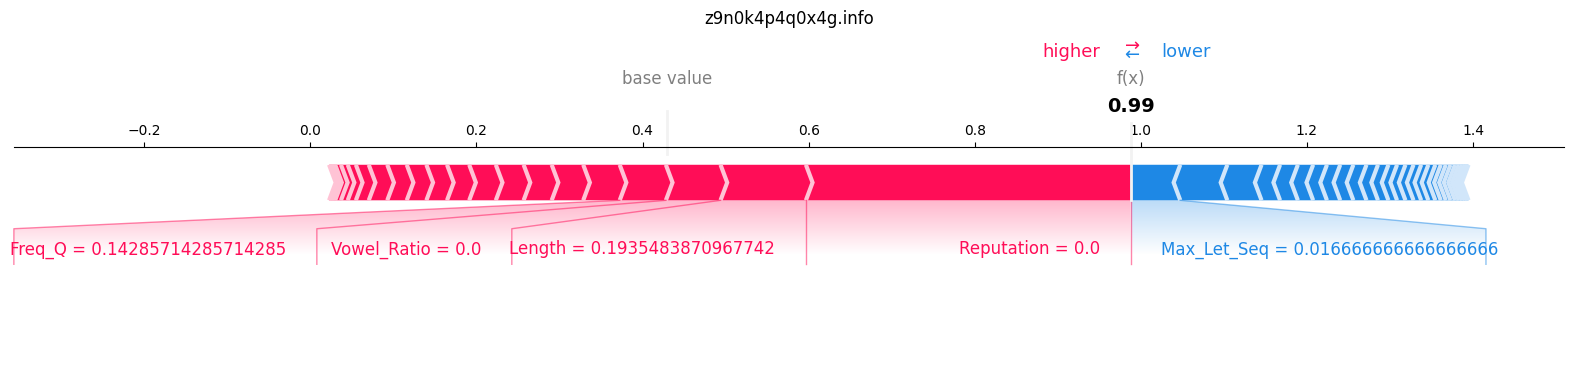 z9n0k4p4q0x4g.info
higher → ← lower
base value f(x)
0.99
−0.2 0.0 0.2 0.4 0.6 0.8 1.0 1.2 1.4
Freq_Q = 0.14285714285714285 Vowel_Ratio = 0.0 Length = 0.1935483870967742 Reputation = 0.0 Max_Let_Seq = 0.016666666666666666